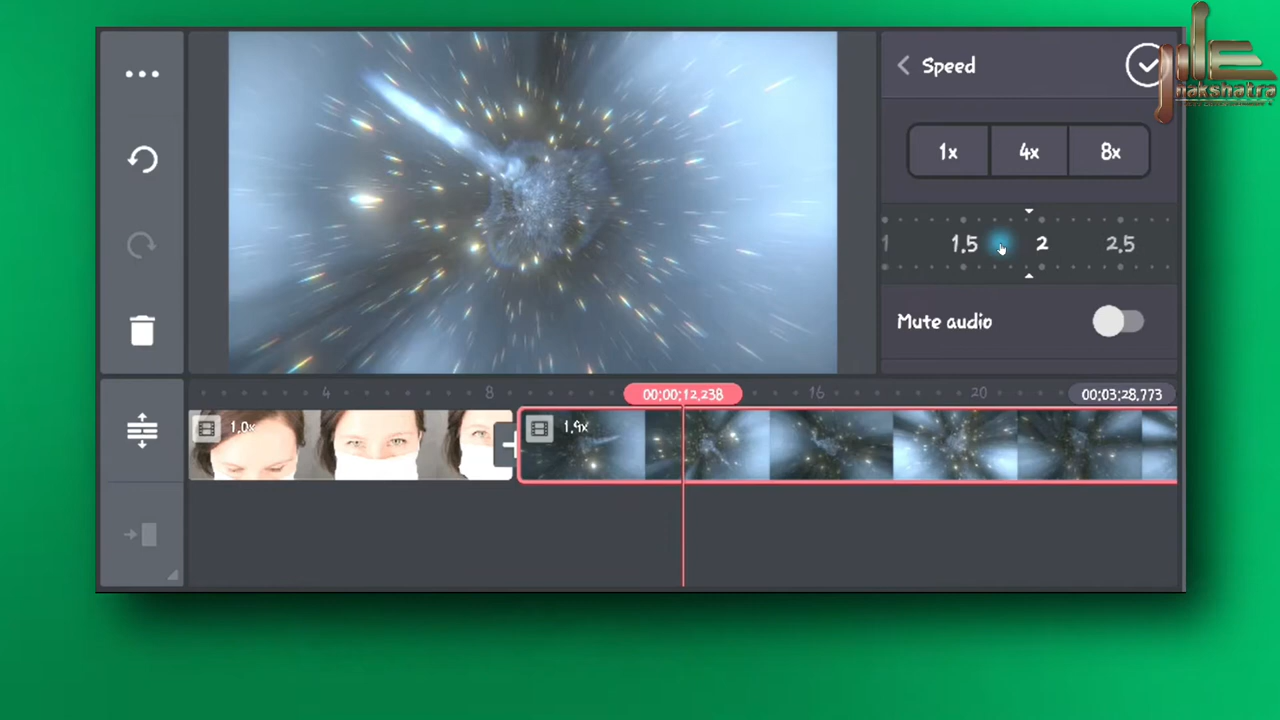 Speed
nakshatra
1x 4x 8x
1 1.5 2 2.5
Mute audio
4 8 00:00:12.238 16 20 00:03:28.773
1.0x 1.9x